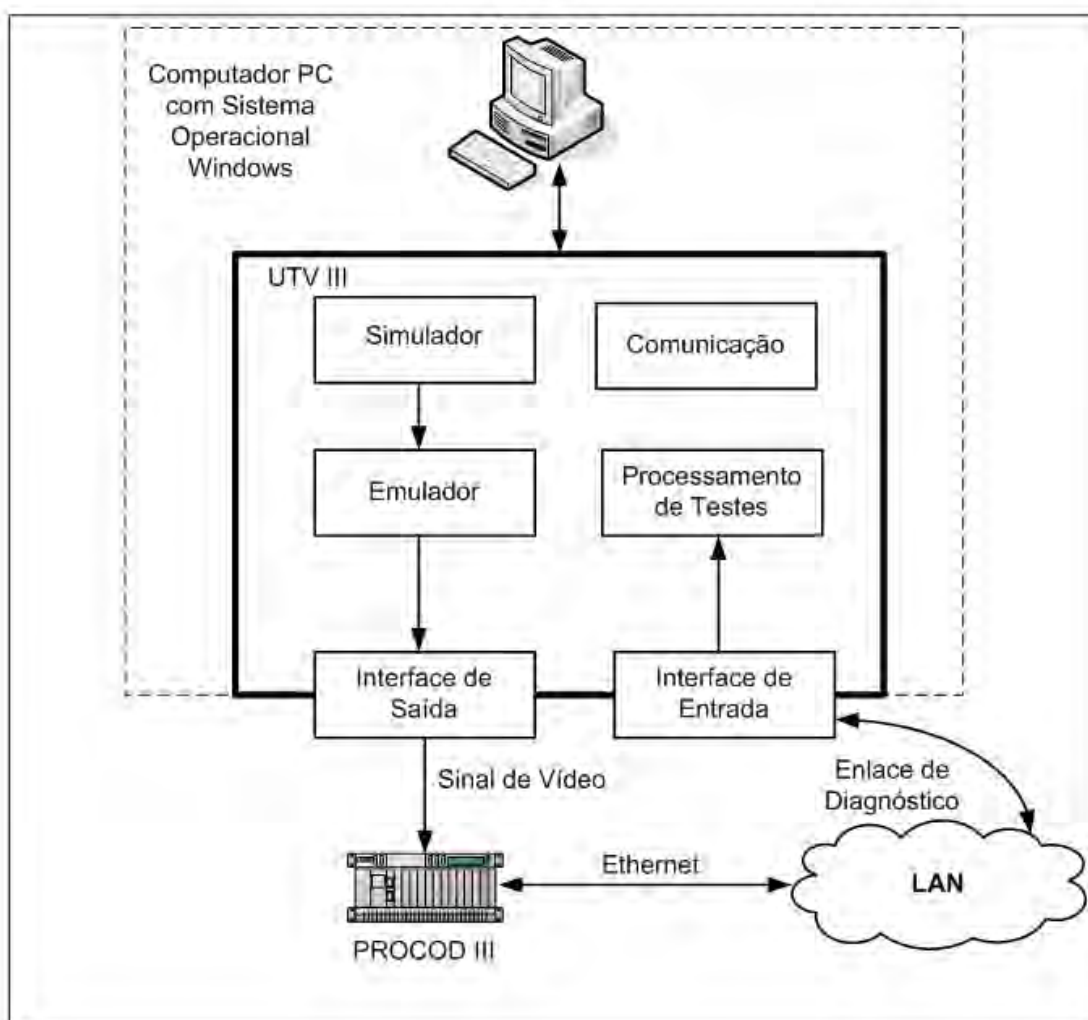 Computador PC
com Sistema
Operacional
Windows
UTV III
Simulador
Comunicação
Emulador
Processamento
de Testes
Interface de
Saída
Interface de
Entrada
Sinal de Vídeo
Enlace de
Diagnóstico
Ethernet
LAN
PROCOD III